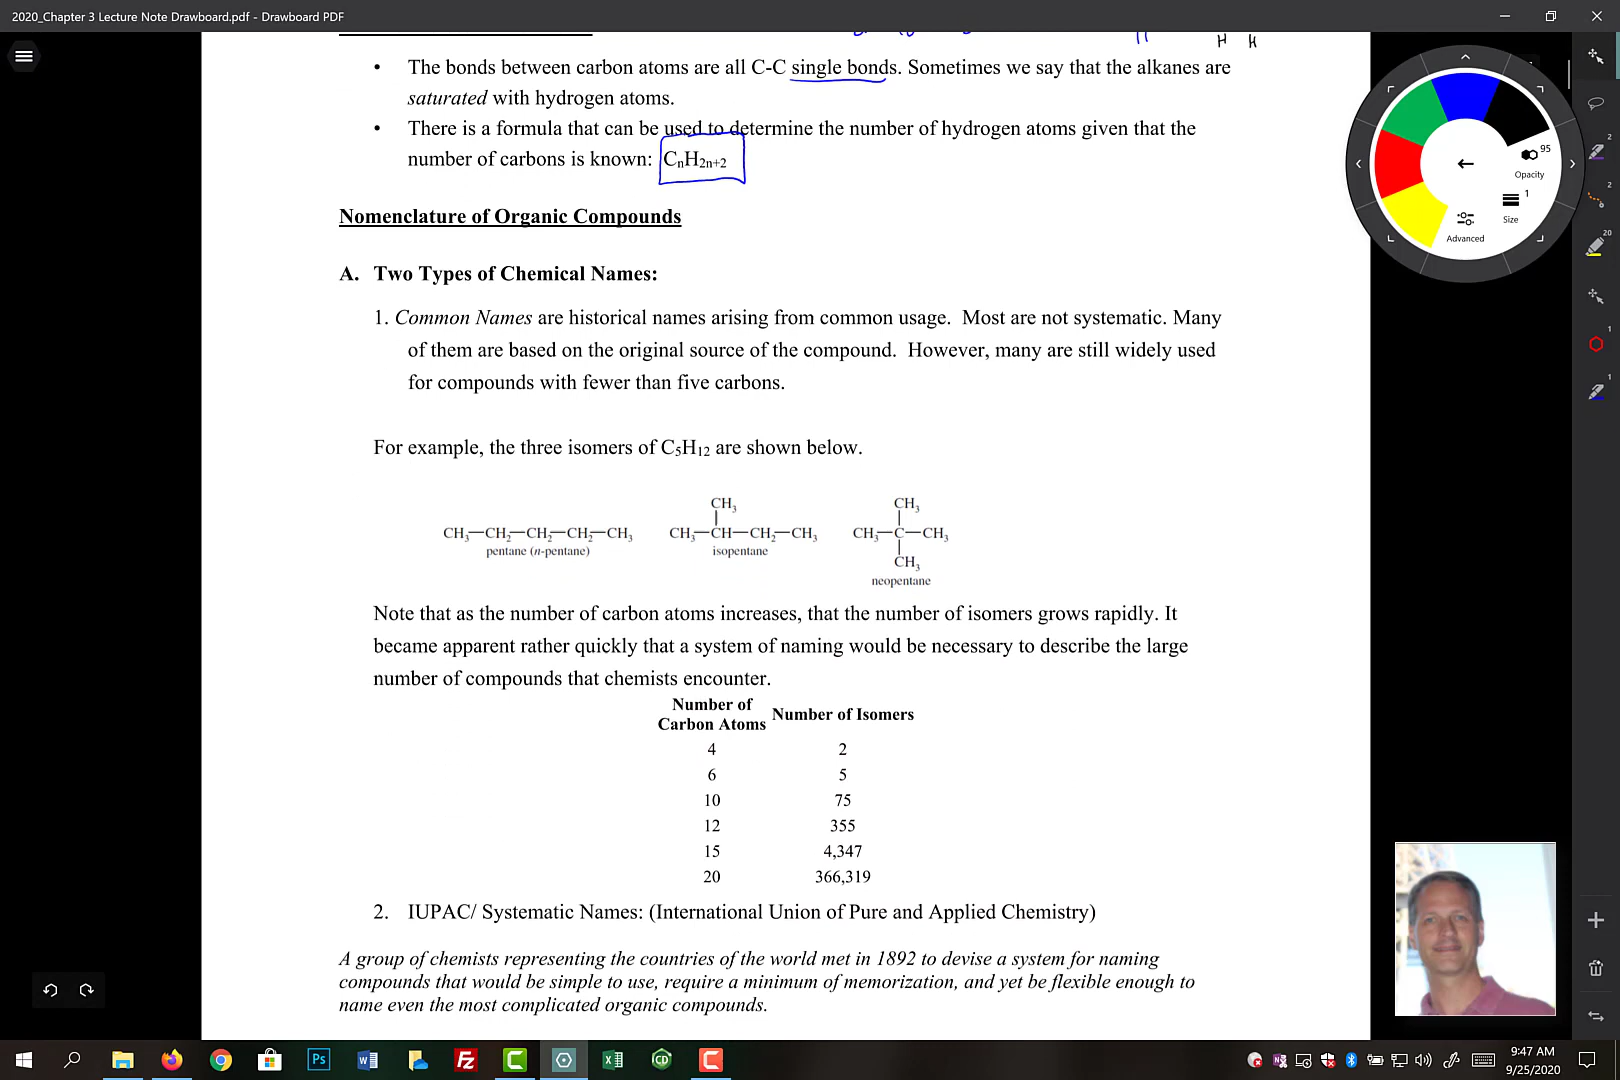 2020_Chapter 3 Lecture Note Drawboard.pdf - Drawboard PDF
H H
• The bonds between carbon atoms are all C-C single bonds. Sometimes we say that the alkanes are
saturated with hydrogen atoms.
• There is a formula that can be used to determine the number of hydrogen atoms given that the
number of carbons is known: CnH2n+2
Nomenclature of Organic Compounds
A. Two Types of Chemical Names:
1. Common Names are historical names arising from common usage. Most are not systematic. Many
of them are based on the original source of the compound. However, many are still widely used
for compounds with fewer than five carbons.
For example, the three isomers of C5H12 are shown below.
CH3 CH3
CH3—CH2—CH2—CH2—CH3 CH3—CH—CH2—CH3 CH3—C—CH3
pentane (n-pentane) isopentane
CH3
neopentane
Note that as the number of carbon atoms increases, that the number of isomers grows rapidly. It
became apparent rather quickly that a system of naming would be necessary to describe the large
number of compounds that chemists encounter.
Number of
Carbon Atoms Number of Isomers
4 2
6 5
10 75
12 355
15 4,347
20 366,319
2. IUPAC/ Systematic Names: (International Union of Pure and Applied Chemistry)
A group of chemists representing the countries of the world met in 1892 to devise a system for naming
compounds that would be simple to use, require a minimum of memorization, and yet be flexible enough to
name even the most complicated organic compounds.
95
Opacity
1
Size
Advanced
2
2
20
1
1
Ps W Fz C X CD C
9:47 AM
9/25/2020